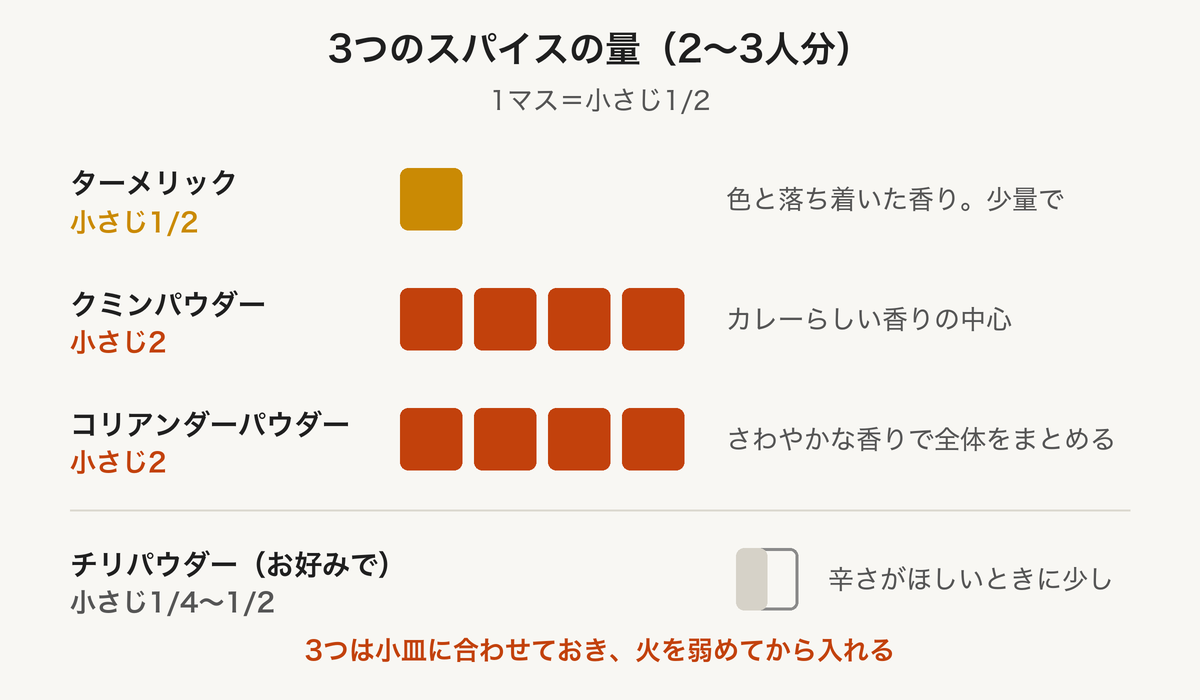 3つのスパイスの量（2〜3人分）
1マス＝小さじ1/2
ターメリック
小さじ1/2
色と落ち着いた香り。少量で
クミンパウダー
小さじ2
カレーらしい香りの中心
コリアンダーパウダー
小さじ2
さわやかな香りで全体をまとめる
チリパウダー（お好みで）
小さじ1/4〜1/2
辛さがほしいときに少し
3つは小皿に合わせておき、火を弱めてから入れる